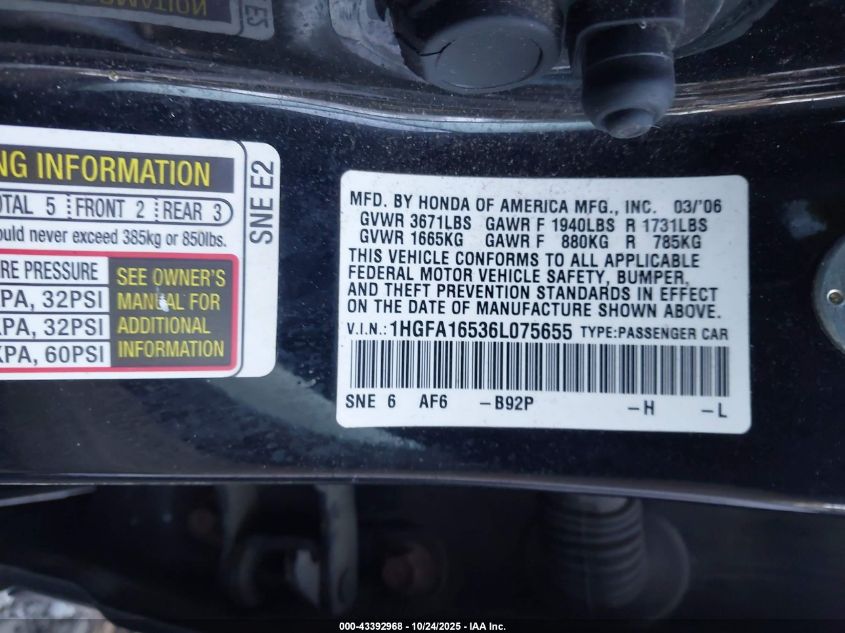 NG INFORMATION
OTAL 5 FRONT 2 REAR 3
ould never exceed 385kg or 850lbs.
RE PRESSURE
PA, 32PSI
PA, 32PSI
KPA, 60PSI
SEE OWNER'S
MANUAL FOR
ADDITIONAL
INFORMATION
SNE E2
MFD. BY HONDA OF AMERICA MFG., INC. 03/'06
GVWR 3671LBS GAWR F 1940LBS R 1731LBS
GVWR 1665KG GAWR F 880KG R 785KG
THIS VEHICLE CONFORMS TO ALL APPLICABLE
FEDERAL MOTOR VEHICLE SAFETY, BUMPER,
AND THEFT PREVENTION STANDARDS IN EFFECT
ON THE DATE OF MANUFACTURE SHOWN ABOVE.
V.I.N.: 1HGFA16536L075655 TYPE:PASSENGER CAR
SNE 6 AF6 –B92P –H –L
000-43392968 - 10/24/2025 - IAA Inc.